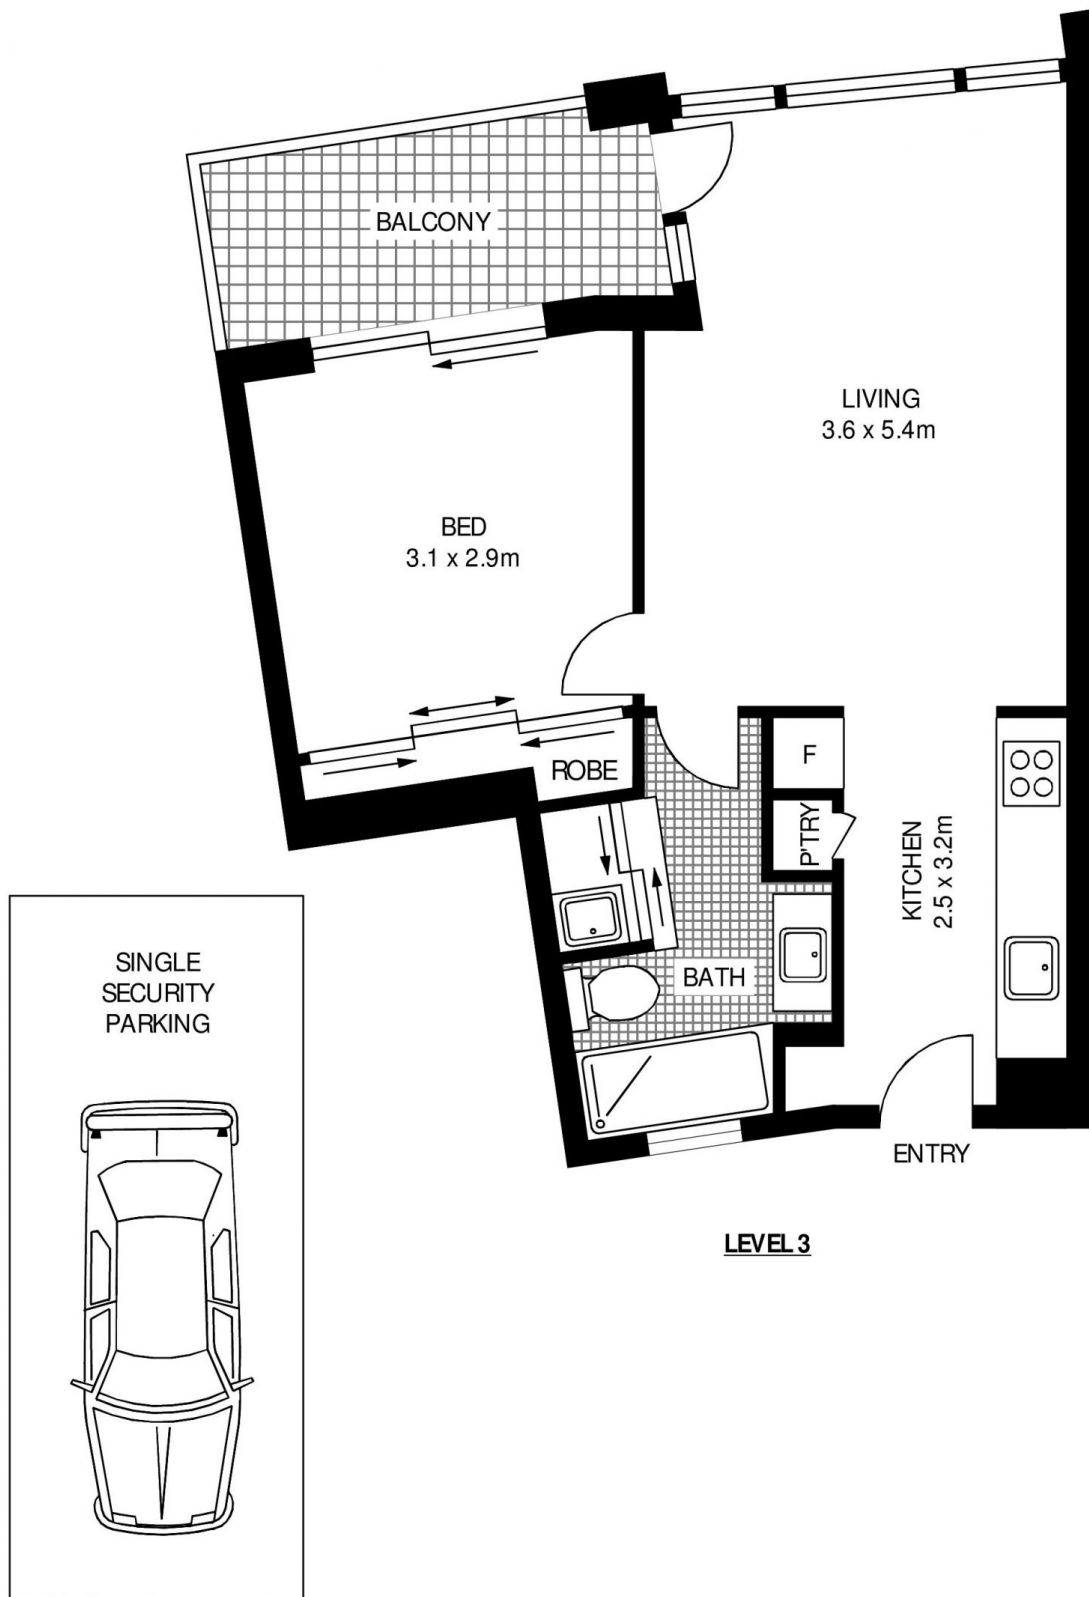 BALCONY
LIVING
3.6 x 5.4m
BED
3.1 x 2.9m
ROBE
F
P'TRY
KITCHEN
2.5 x 3.2m
BATH
SINGLE
SECURITY
PARKING
ENTRY
LEVEL 3